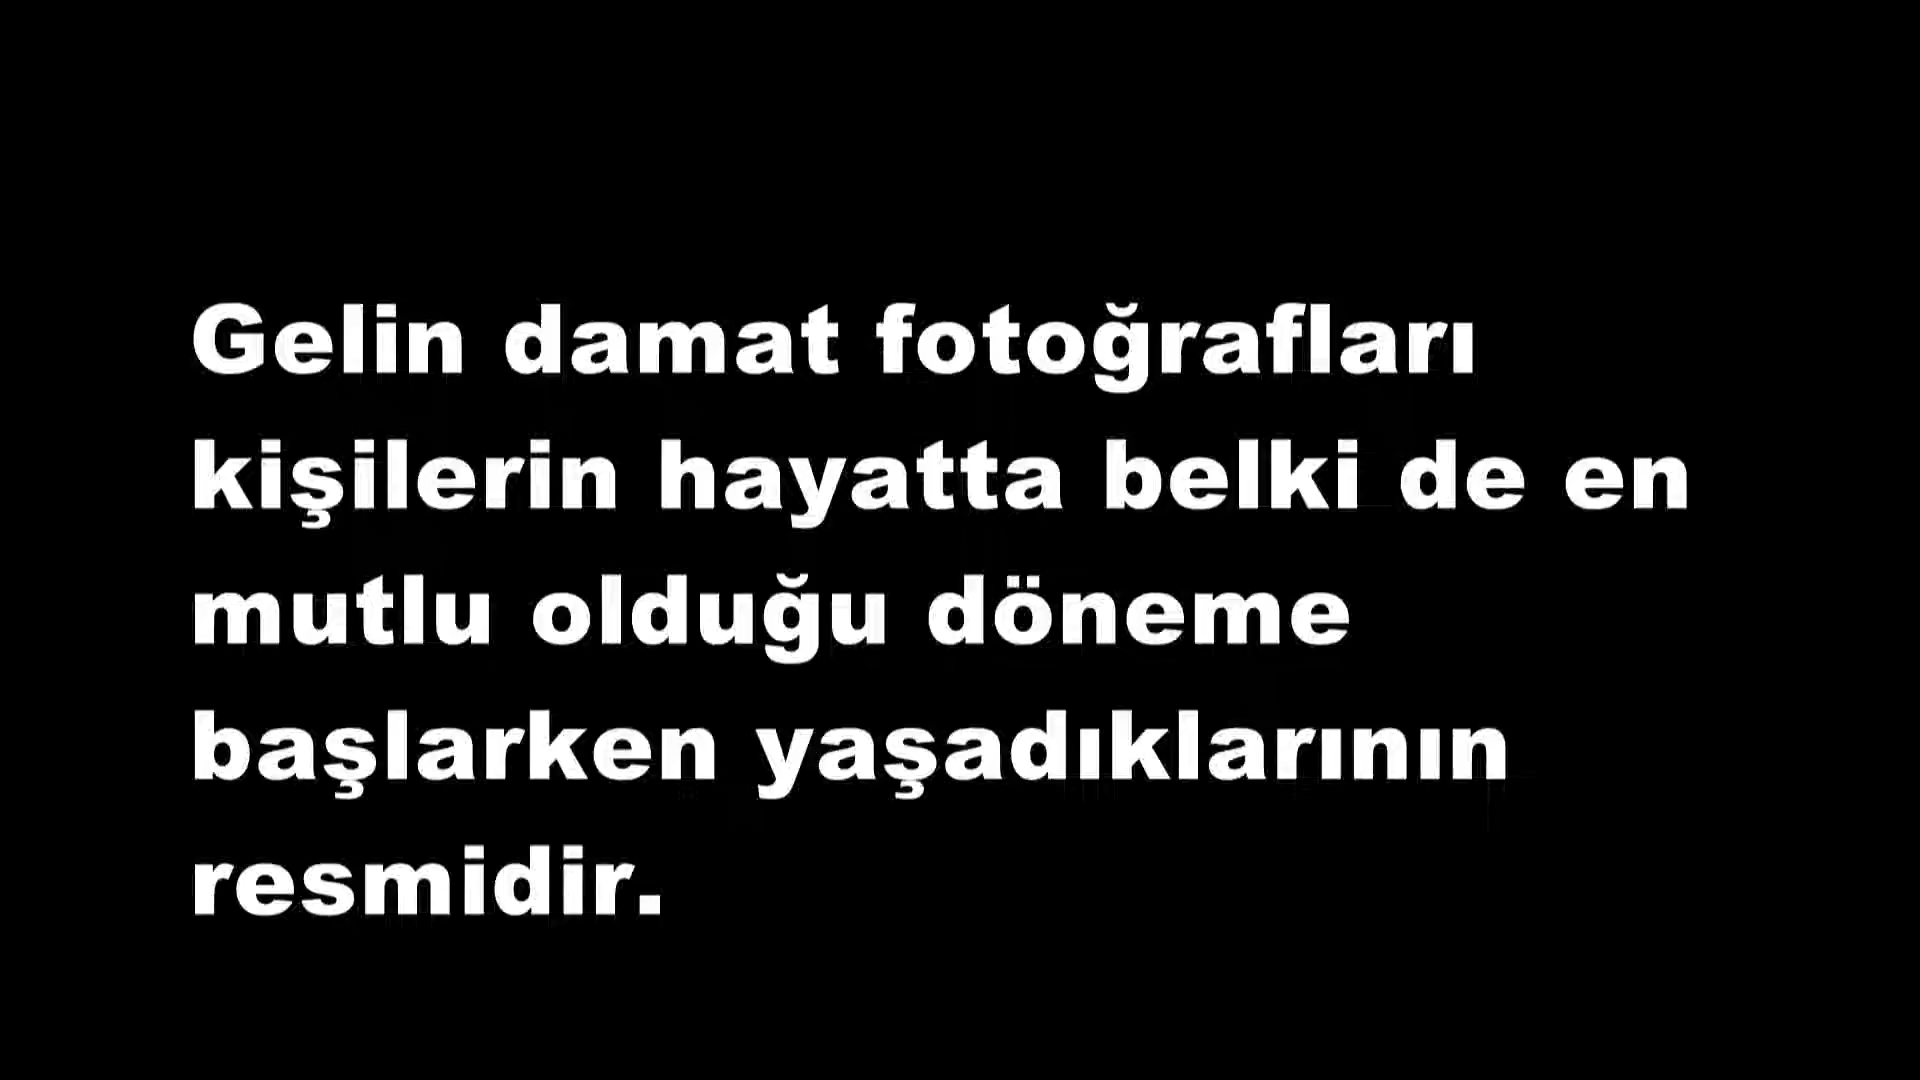 Gelin damat fotoğrafları
kişilerin hayatta belki de en
mutlu olduğu döneme
başlarken yaşadıklarının
resmidir.